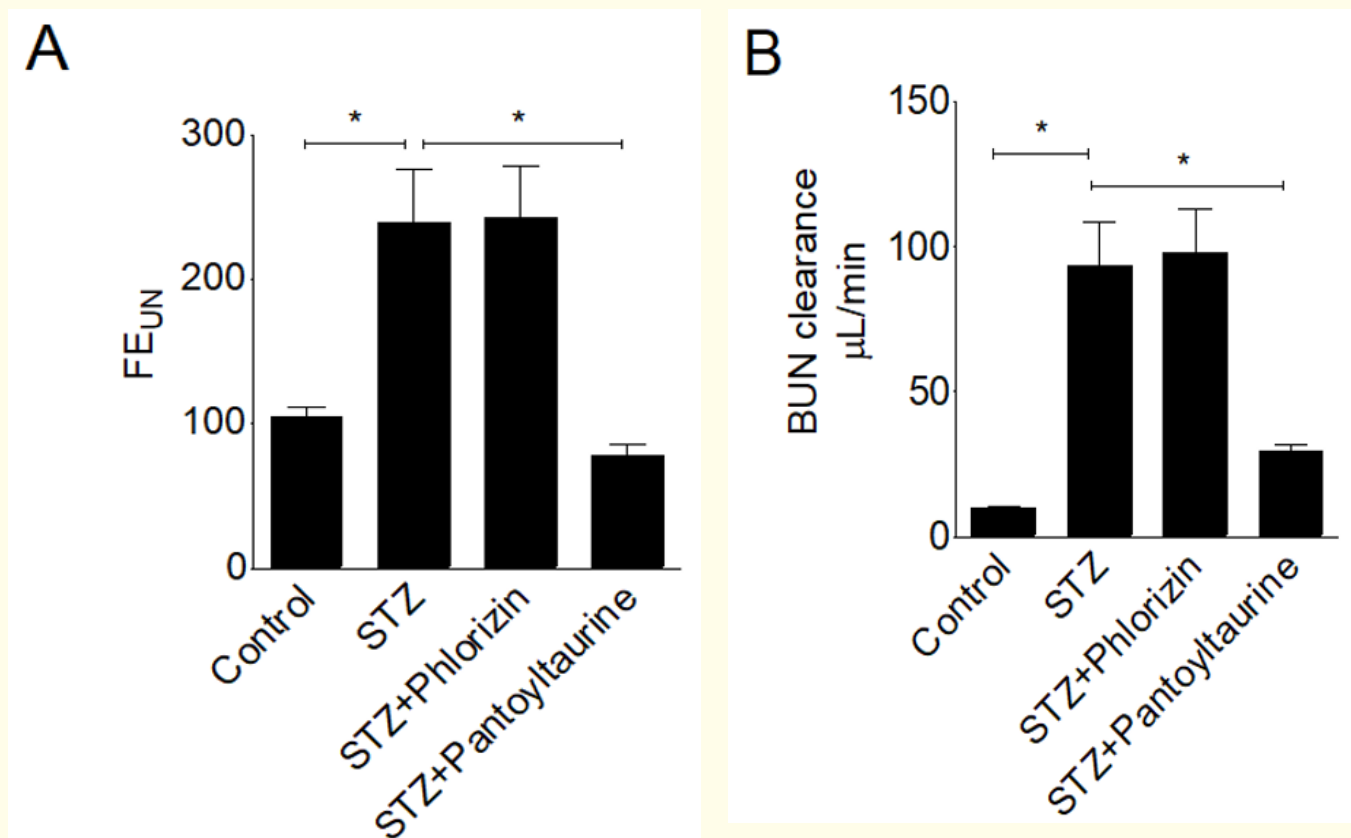 A
300
200
100
0
FE_UN
*
*
Control
STZ
STZ+Phlorizin
STZ+Pantoyltaurine
B
150
100
50
0
BUN clearance
µL/min
*
*
Control
STZ
STZ+Phlorizin
STZ+Pantoyltaurine